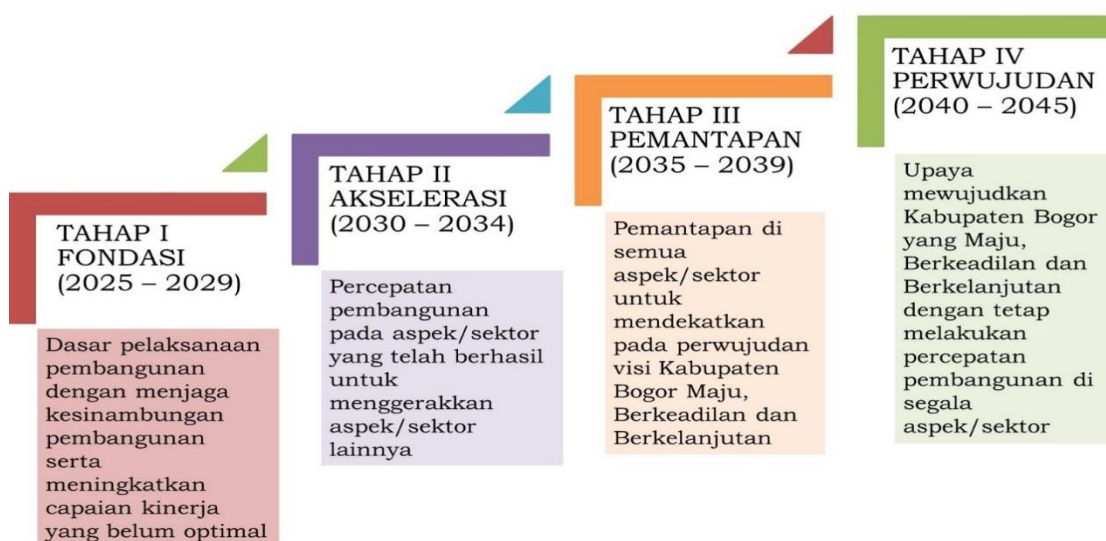 TAHAP I
FONDASI
(2025 – 2029)
Dasar pelaksanaan
pembangunan
dengan menjaga
kesinambungan
pembangunan
serta
meningkatkan
capaian kinerja
yang belum optimal
TAHAP II
AKSELERASI
(2030 – 2034)
Percepatan
pembangunan
pada aspek/sektor
yang telah berhasil
untuk
menggerakkan
aspek/sektor
lainnya
TAHAP III
PEMANTAPAN
(2035 – 2039)
Pemantapan di
semua
aspek/sektor
untuk
mendekatkan
pada perwujudan
visi Kabupaten
Bogor Maju,
Berkeadilan dan
Berkelanjutan
TAHAP IV
PERWUJUDAN
(2040 – 2045)
Upaya
mewujudkan
Kabupaten Bogor
yang Maju,
Berkeadilan dan
Berkelanjutan
dengan tetap
melakukan
percepatan
pembangunan di
segala
aspek/sektor